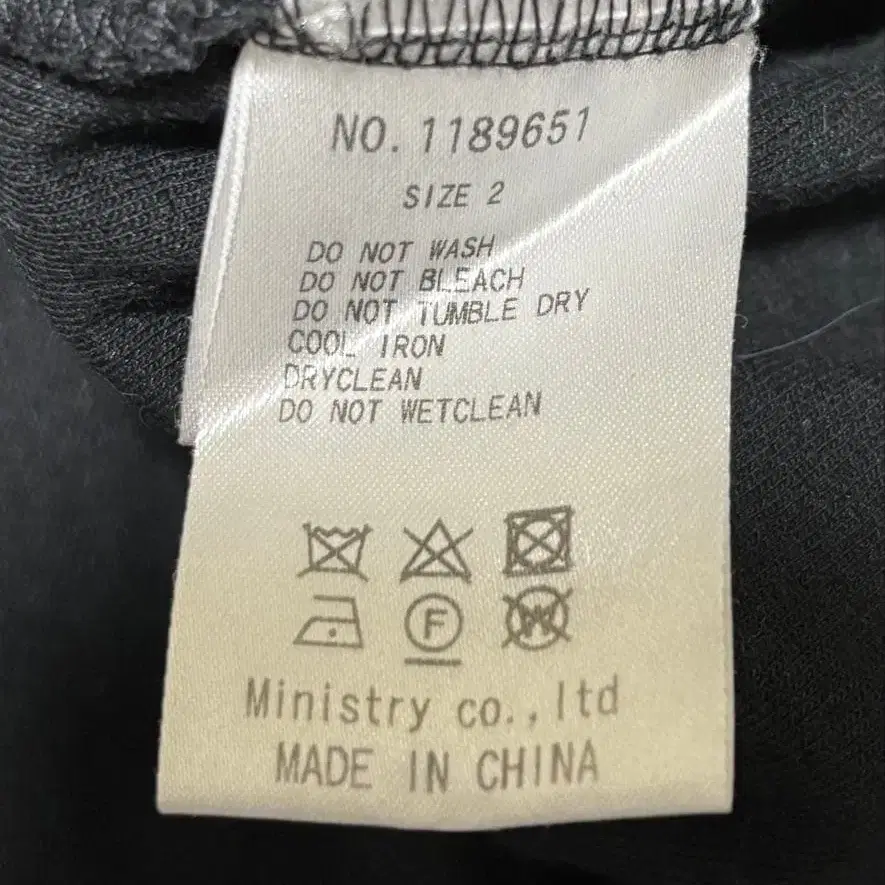 NO. 1189651
SIZE 2
DO NOT WASH
DO NOT BLEACH
DO NOT TUMBLE DRY
COOL IRON
DRYCLEAN
DO NOT WETCLEAN
F W
Ministry co.,ltd
MADE IN CHINA